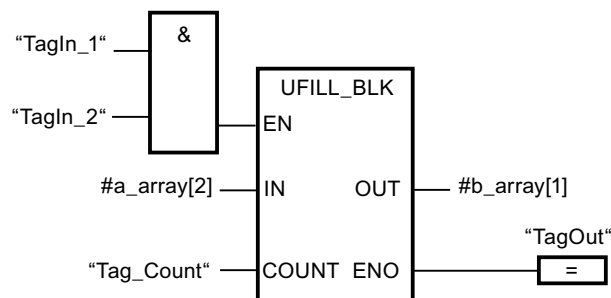 &
“TagIn_1“
UFILL_BLK
“TagIn_2“
EN
#a_array[2] IN OUT #b_array[1]
“TagOut“
“Tag_Count“ COUNT ENO =